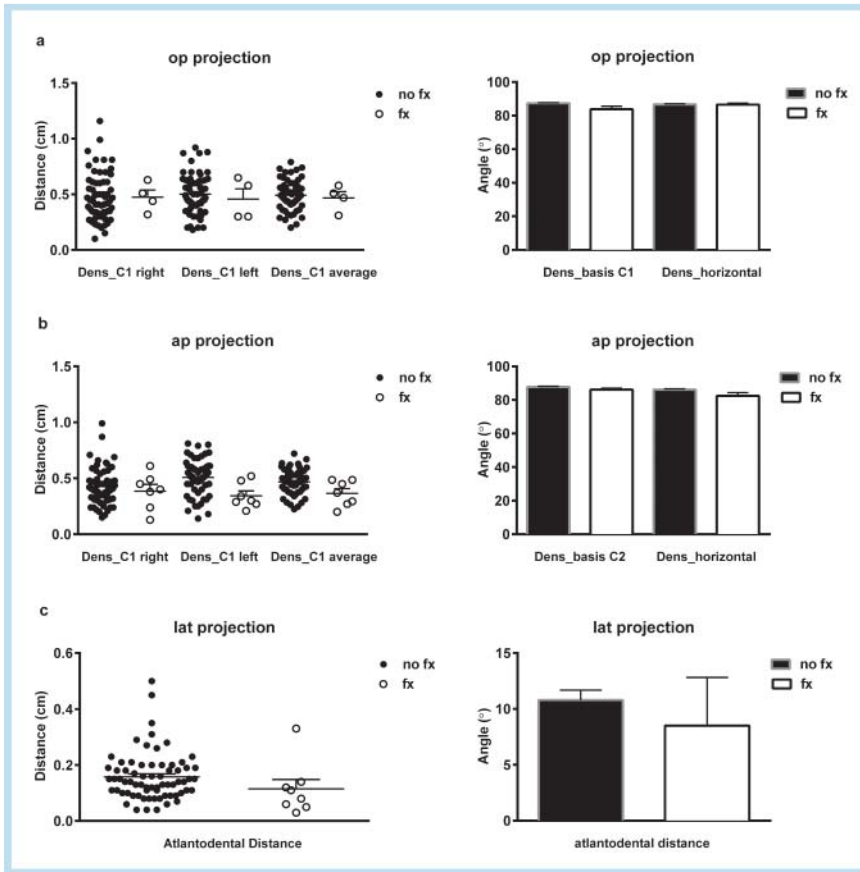 a
op projection
1.5
1.0
0.5
0.0
Distance (cm)
no fx
fx
Dens_C1 right Dens_C1 left Dens_C1 average
op projection
100
80
60
40
20
0
Angle (°)
no fx
fx
Dens_basis C1 Dens_horizontal
b
ap projection
1.5
1.0
0.5
0.0
Distance (cm)
no fx
fx
Dens_C1 right Dens_C1 left Dens_C1 average
ap projection
100
80
60
40
20
0
Angle (°)
no fx
fx
Dens_basis C2 Dens_horizontal
c
lat projection
0.6
0.4
0.2
0.0
Distance (cm)
no fx
fx
Atlantodental Distance
lat projection
15
10
5
0
Angle (°)
no fx
fx
atlantodental distance